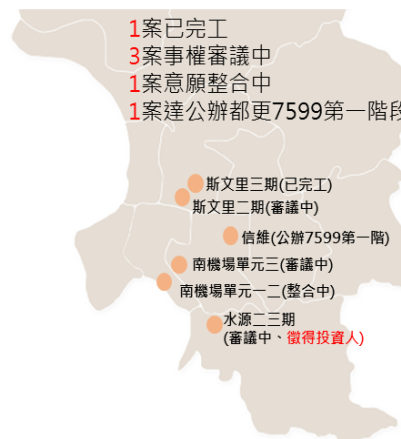 1案已完工
3案事權審議中
1案意願整合中
1案達公辦都更7599第一階段
斯文里三期(已完工)
斯文里二期(審議中)
信維(公辦7599第一階)
南機場單元三(審議中)
南機場單元一二(整合中)
水源二三期
(審議中、徵得投資人)